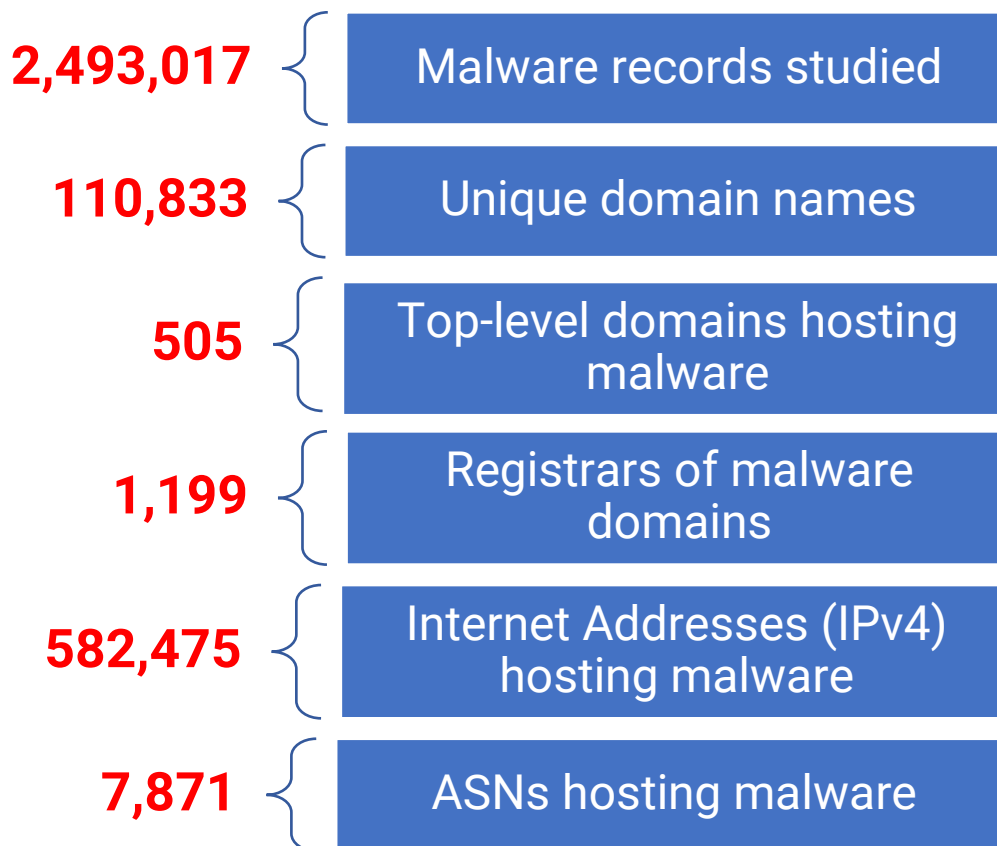 2,493,017
Malware records studied
110,833
Unique domain names
505
Top-level domains hosting
malware
1,199
Registrars of malware
domains
582,475
Internet Addresses (IPv4)
hosting malware
7,871
ASNs hosting malware